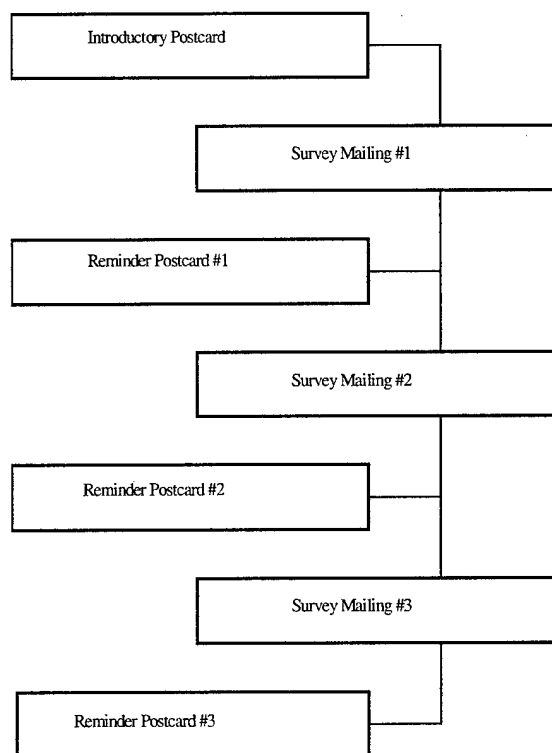 Introductory Postcard
Survey Mailing #1
Reminder Postcard #1
Survey Mailing #2
Reminder Postcard #2
Survey Mailing #3
Reminder Postcard #3